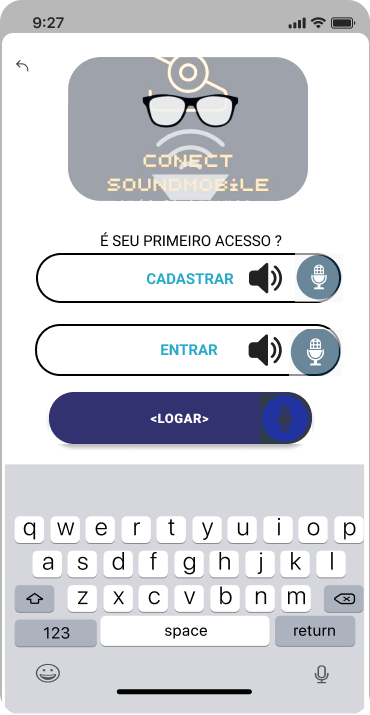 9:27
CONECT
SOUNDMOBILE
É SEU PRIMEIRO ACESSO ?
CADASTRAR
ENTRAR
<LOGAR>
q w e r t y u i o p
a s d f g h j k l
z x c v b n m
123 space return